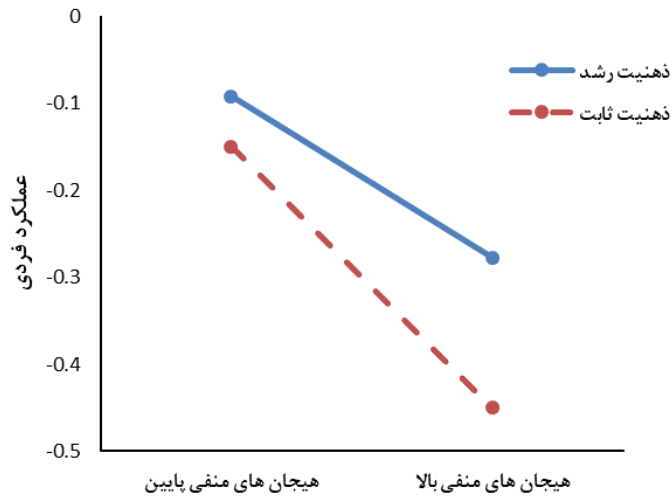 0
-0.1
-0.2
-0.3
-0.4
-0.5
عملکرد فردی
ذهنیت رشد
ذهنیت ثابت
هیجان های منفی پایین
هیجان های منفی بالا